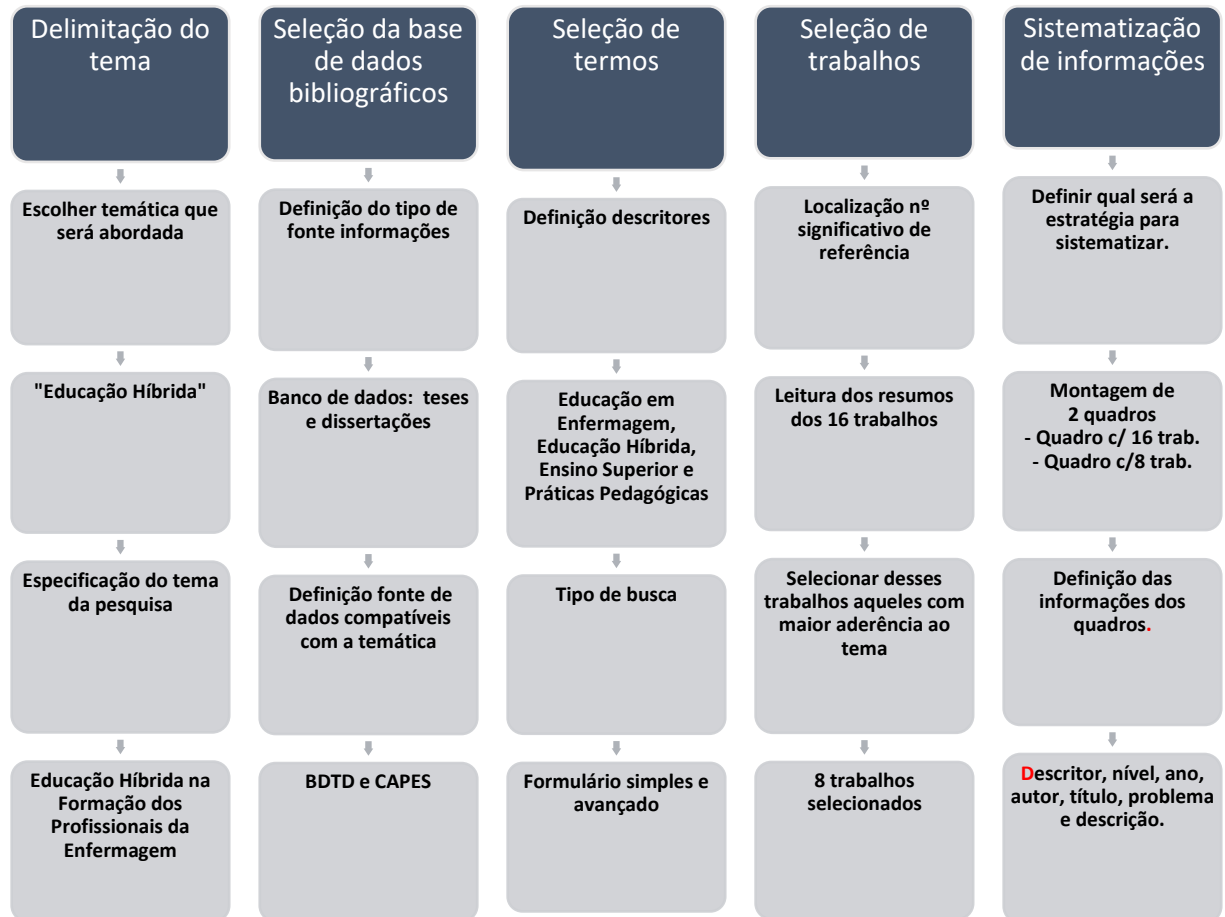 Delimitação do
tema
Escolher temática que
será abordada
"Educação Híbrida"
Especificação do tema
da pesquisa
Educação Híbrida na
Formação dos
Profissionais da
Enfermagem
Seleção da base
de dados
bibliográficos
Definição do tipo de
fonte informações
Banco de dados: teses
e dissertações
Definição fonte de
dados compatíveis
com a temática
BDTD e CAPES
Seleção de
termos
Definição descritores
Educação em
Enfermagem,
Educação Híbrida,
Ensino Superior e
Práticas Pedagógicas
Tipo de busca
Formulário simples e
avançado
Seleção de
trabalhos
Localização nº
significativo de
referência
Leitura dos resumos
dos 16 trabalhos
Selecionar desses
trabalhos aqueles com
maior aderência ao
tema
8 trabalhos
selecionados
Sistematização
de informações
Definir qual será a
estratégia para
sistematizar.
Montagem de
2 quadros
- Quadro c/ 16 trab.
- Quadro c/8 trab.
Definição das
informações dos
quadros.
Descritor, nível, ano,
autor, título, problema
e descrição.